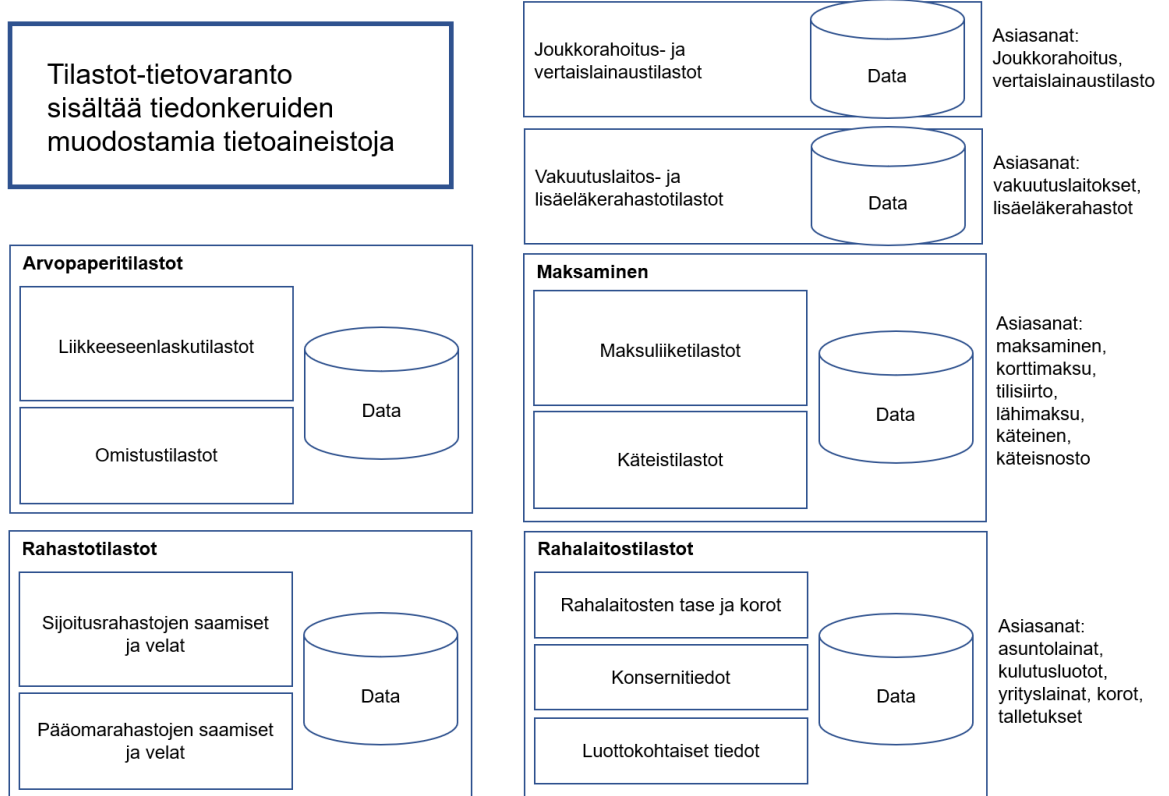 Tilastot-tietovaranto
sisältää tiedonkeruiden
muodostamia tietoaineistoja
Joukkorahoitus- ja
vertaislainaustilastot
Data
Asiasanat:
Joukkorahoitus,
vertaislainaustilasto
Vakuutuslaitos- ja
lisäeläkerahastotilastot
Data
Asiasanat:
vakuutuslaitokset,
lisäeläkerahastot
Arvopaperitilastot
Liikkeeseenlaskutilastot
Omistustilastot
Data
Maksaminen
Maksuliiketilastot
Käteistilastot
Data
Asiasanat:
maksaminen,
korttimaksu,
tilisiirto,
lähimaksu,
käteinen,
käteisnosto
Rahastotilastot
Sijoitusrahastojen saamiset
ja velat
Pääomarahastojen saamiset
ja velat
Data
Rahalaitostilastot
Rahalaitosten tase ja korot
Konsernitiedot
Luottokohtaiset tiedot
Data
Asiasanat:
asuntolainat,
kulutusluotot,
yrityslainat, korot,
talletukset